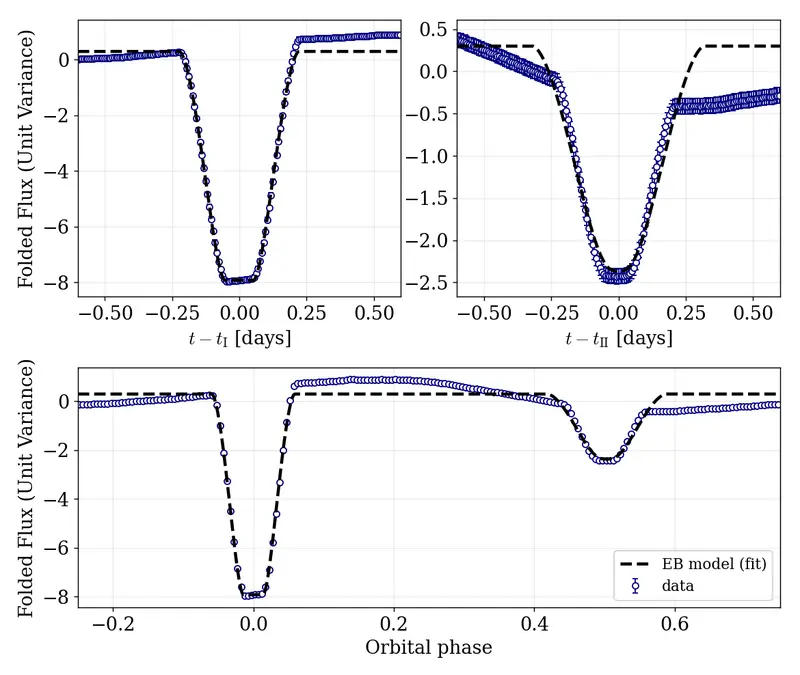 Folded Flux (Unit Variance)
0
−2
−4
−6
−8
−0.50 −0.25 0.00 0.25 0.50
t − tI [days]
0.5
0.0
−0.5
−1.0
−1.5
−2.0
−2.5
−0.50 −0.25 0.00 0.25 0.50
t − tII [days]
Folded Flux (Unit Variance)
0
−2
−4
−6
−8
−0.2 0.0 0.2 0.4 0.6
Orbital phase
EB model (fit)
data